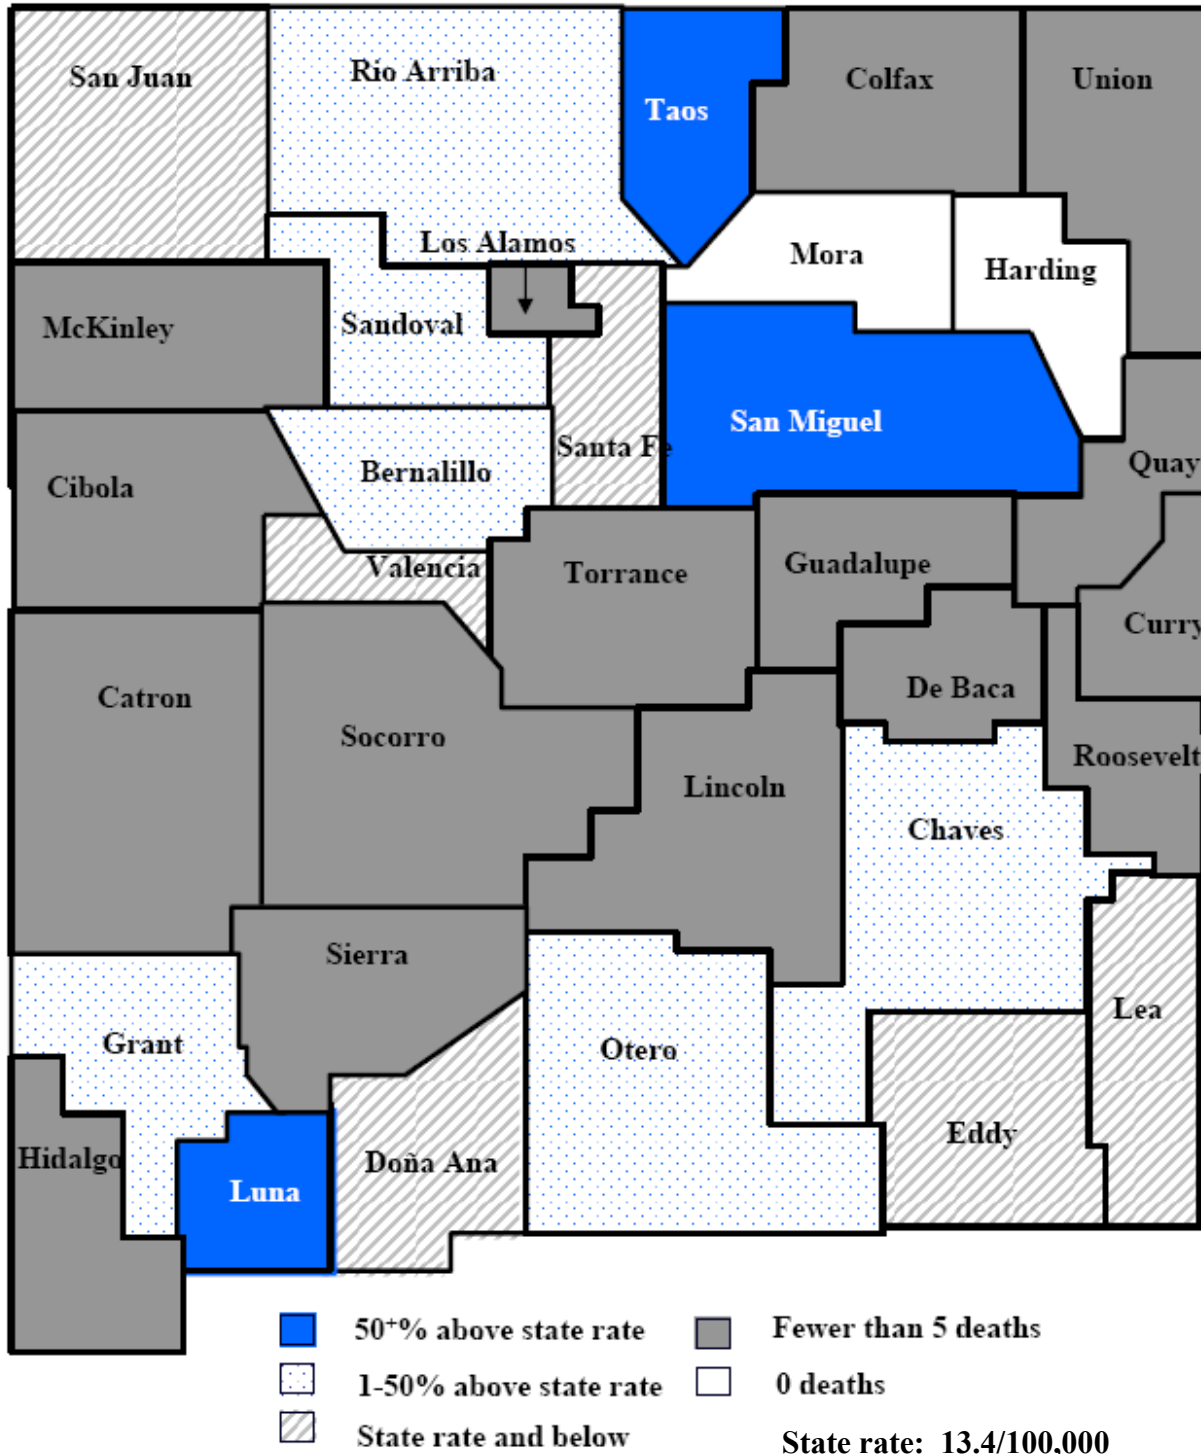 San Juan
Rio Arriba
Taos
Colfax
Union
Los Alamos
Mora
Harding
McKinley
Sandoval
San Miguel
Santa Fe
Bernalillo
Cibola
Quay
Valencia
Torrance
Guadalupe
Curry
Catron
De Baca
Socorro
Roosevelt
Lincoln
Chaves
Sierra
Lea
Grant
Otero
Eddy
Hidalgo
Doña Ana
Luna
50⁺% above state rate
Fewer than 5 deaths
1-50% above state rate
0 deaths
State rate and below
State rate: 13.4/100,000